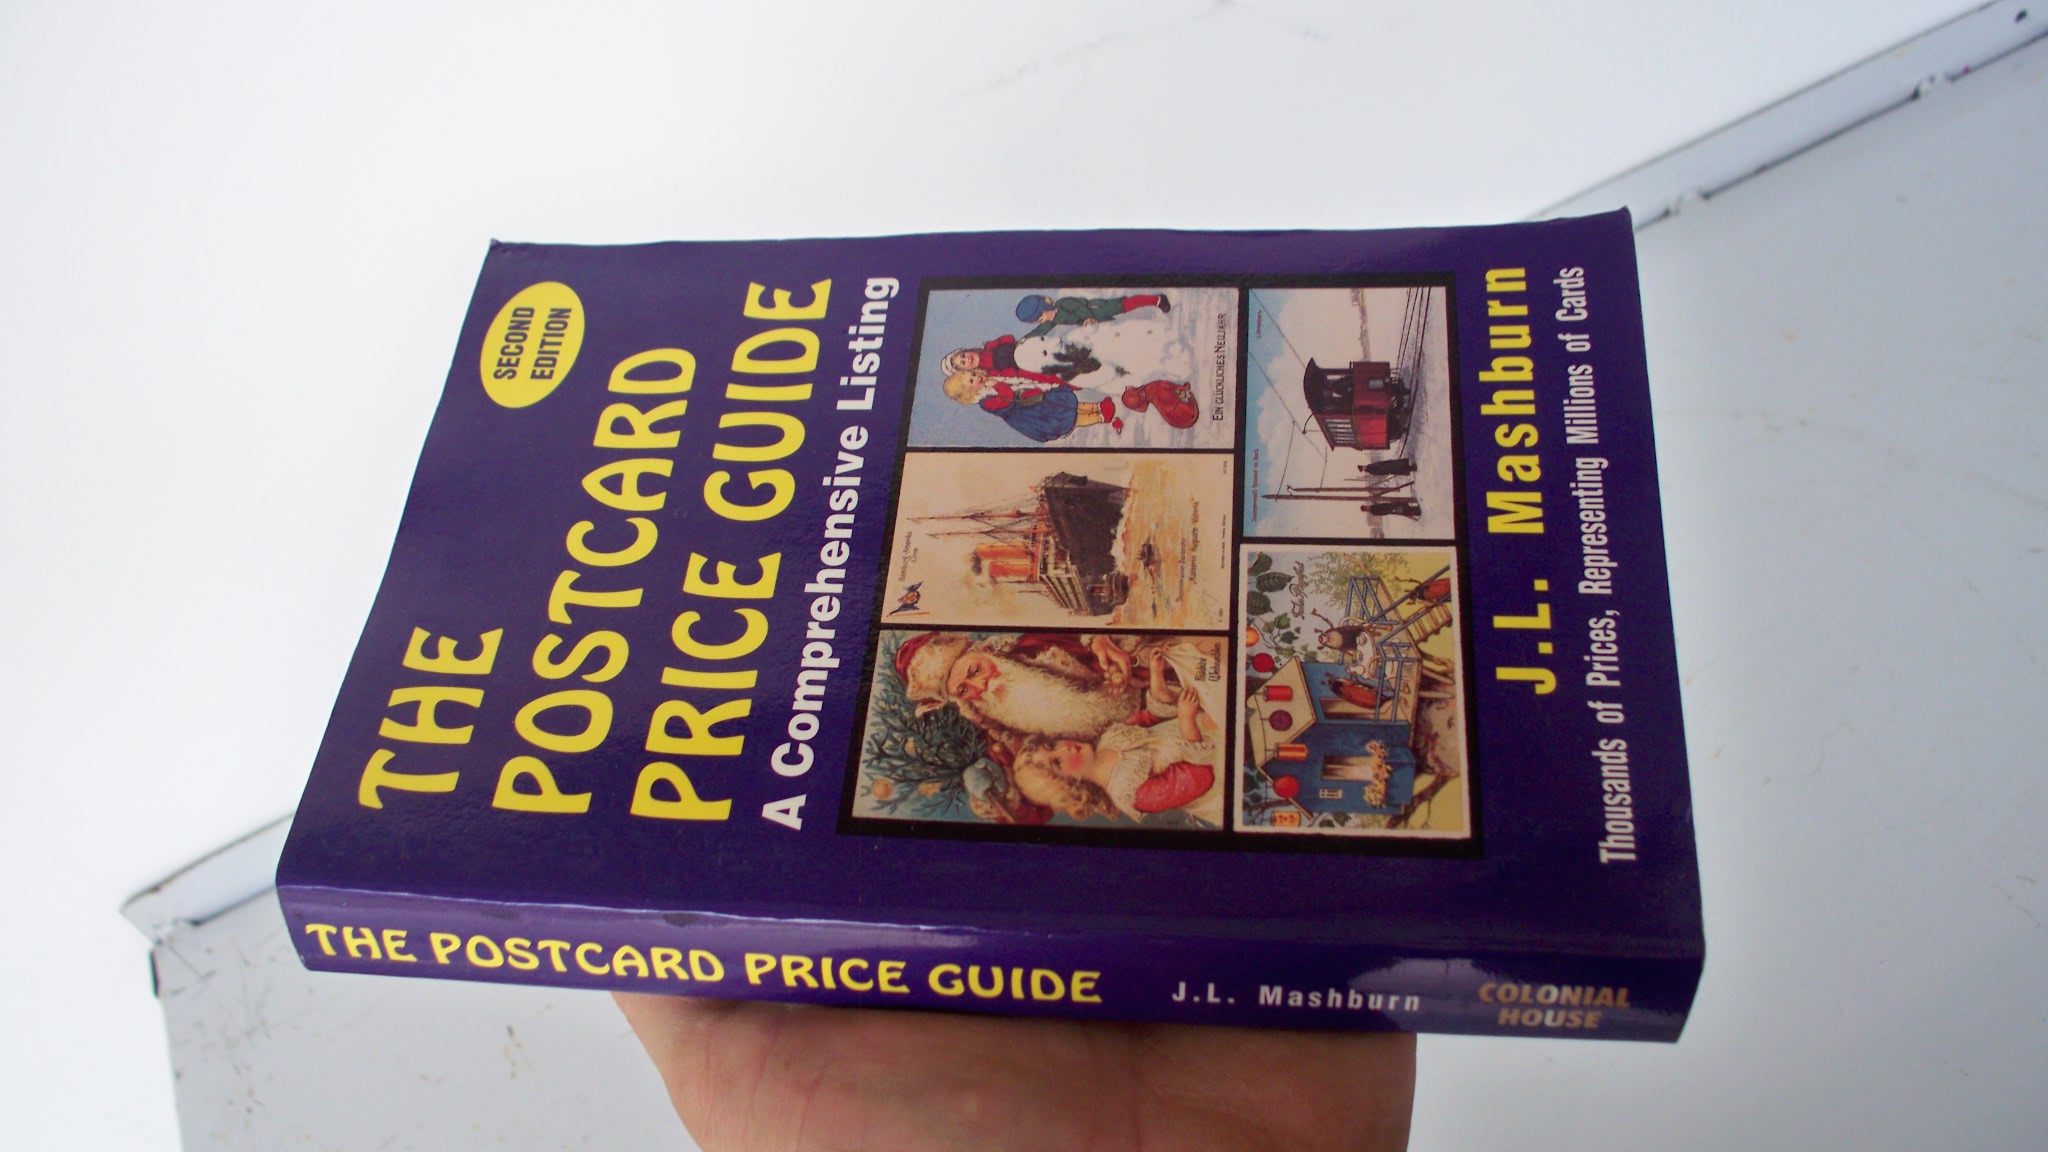 SECOND
EDITION
THE
POSTCARD
PRICE GUIDE
A Comprehensive Listing
EIN GLÜCKLICHES NEUJAHR
J.L. Mashburn
Thousands of Prices, Representing Millions of Cards
THE POSTCARD PRICE GUIDE
J.L. Mashburn
COLONIAL
HOUSE